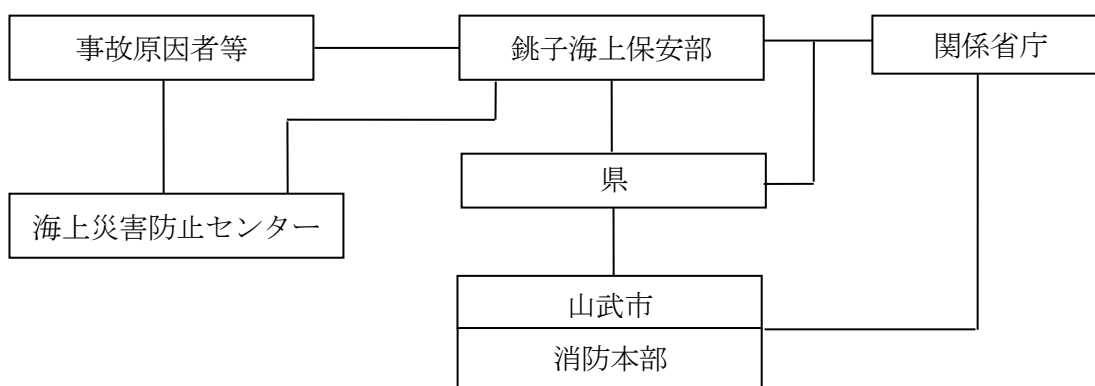 事故原因者等
銚子海上保安部
関係省庁
県
海上災害防止センター
山武市
消防本部